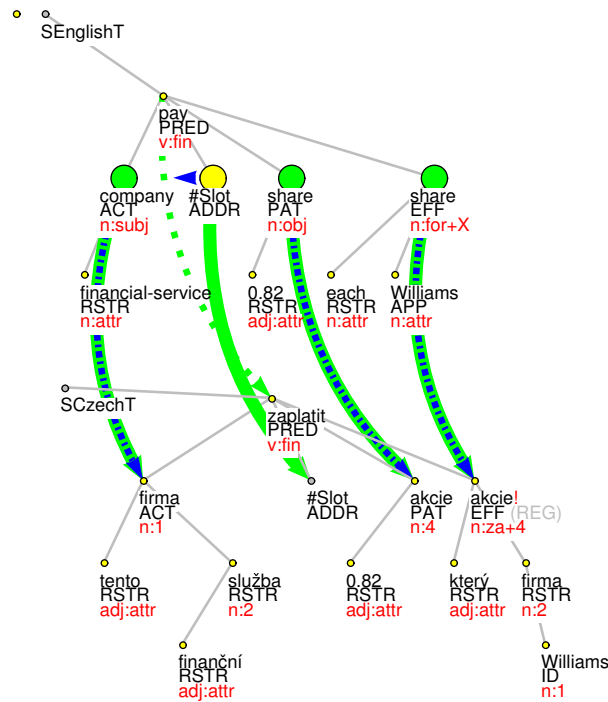 SEnglishT
pay
PRED
v:fin
company
ACT
n:subj
#Slot
ADDR
share
PAT
n:obj
share
EFF
n:for+X
financial-service
RSTR
n:attr
0.82
RSTR
adj:attr
each
RSTR
n:attr
Williams
APP
n:attr
SCzechT
zaplatit
PRED
v:fin
firma
ACT
n:1
#Slot
ADDR
akcie
PAT
n:4
akcie!
EFF (REG)
n:za+4
tento
RSTR
adj:attr
služba
RSTR
n:2
0.82
RSTR
adj:attr
který
RSTR
adj:attr
firma
RSTR
n:2
finanční
RSTR
adj:attr
Williams
ID
n:1